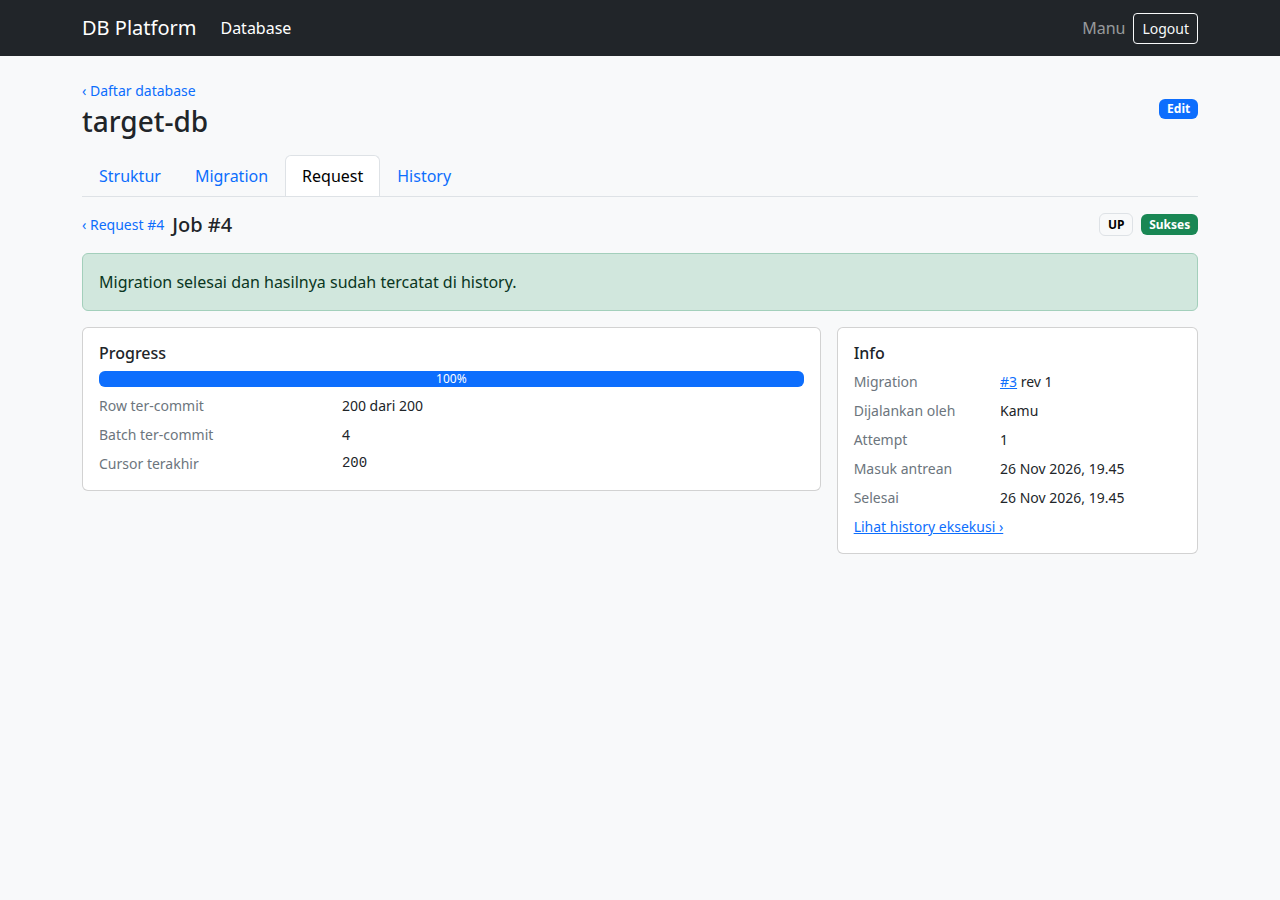 DB Platform Database Manu Logout
‹ Daftar database
target-db Edit
Struktur Migration Request History
‹ Request #4 Job #4 UP Sukses
Migration selesai dan hasilnya sudah tercatat di history.
Progress
100%
Row ter-commit 200 dari 200
Batch ter-commit 4
Cursor terakhir 200
Info
Migration #3 rev 1
Dijalankan oleh Kamu
Attempt 1
Masuk antrean 26 Nov 2026, 19.45
Selesai 26 Nov 2026, 19.45
Lihat history eksekusi ›